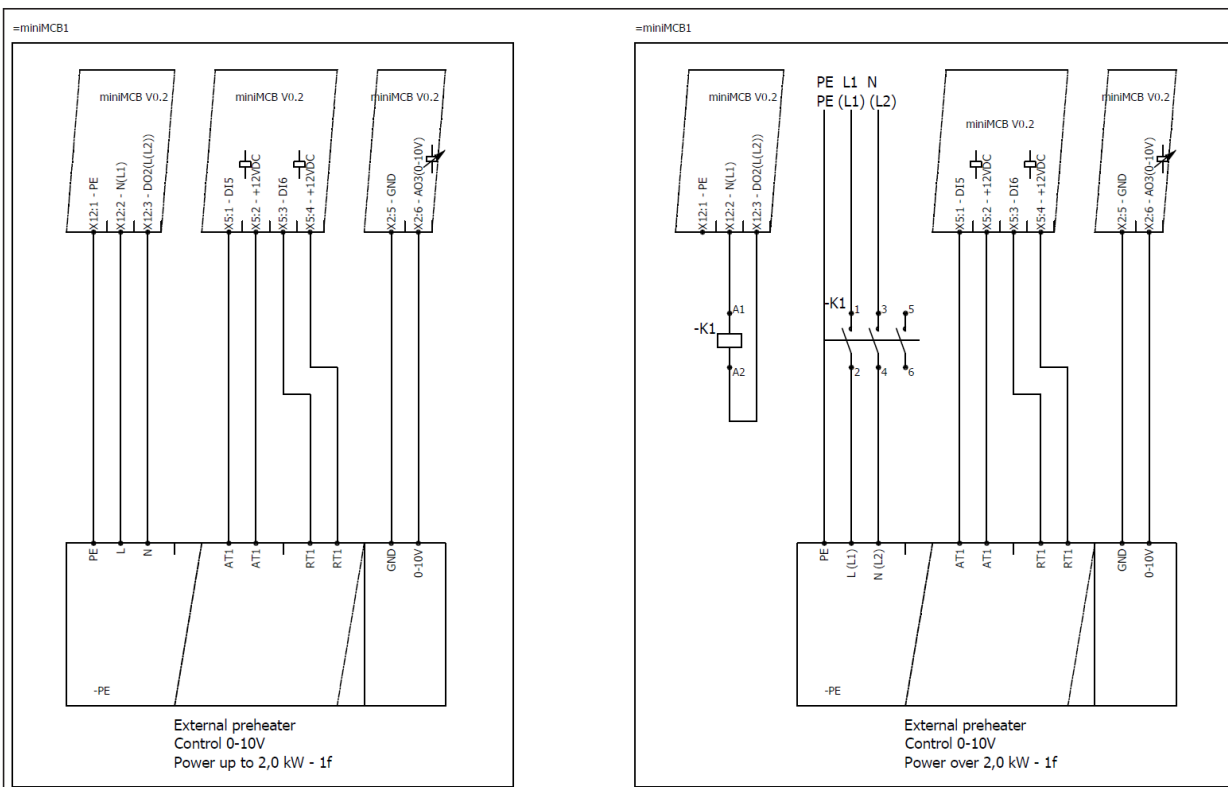 =miniMCB1
miniMCB V0.2
miniMCB V0.2
miniMCB V0.2
X12:1 - PE
X12:2 - N(L1)
X12:3 - DO2(L(L2))
X5:1 - DI5
X5:2 - +12VDC
X5:3 - DI6
X5:4 - +12VDC
X2:5 - GND
X2:6 - AO3(0-10V)
PE
L
N
AT1
AT1
RT1
RT1
GND
0-10V
-PE
External preheater
Control 0-10V
Power up to 2,0 kW - 1f
=miniMCB1
miniMCB V0.2
PE L1 N
PE (L1) (L2)
miniMCB V0.2
miniMCB V0.2
X12:1 - PE
X12:2 - N(L1)
X12:3 - DO2(L(L2))
X5:1 - DI5
X5:2 - +12VDC
X5:3 - DI6
X5:4 - +12VDC
X2:5 - GND
X2:6 - AO3(0-10V)
-K1
A1
A2
-K1
1
3
5
2
4
6
PE
L (L1)
N (L2)
AT1
AT1
RT1
RT1
GND
0-10V
-PE
External preheater
Control 0-10V
Power over 2,0 kW - 1f